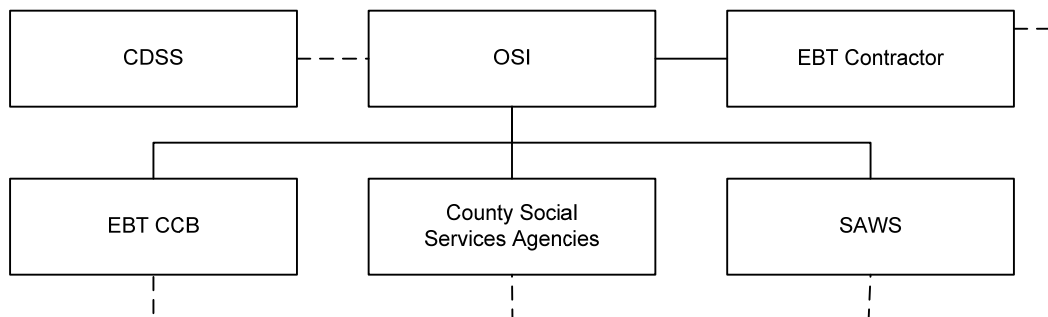 CDSS
OSI
EBT Contractor
EBT CCB
County Social
Services Agencies
SAWS